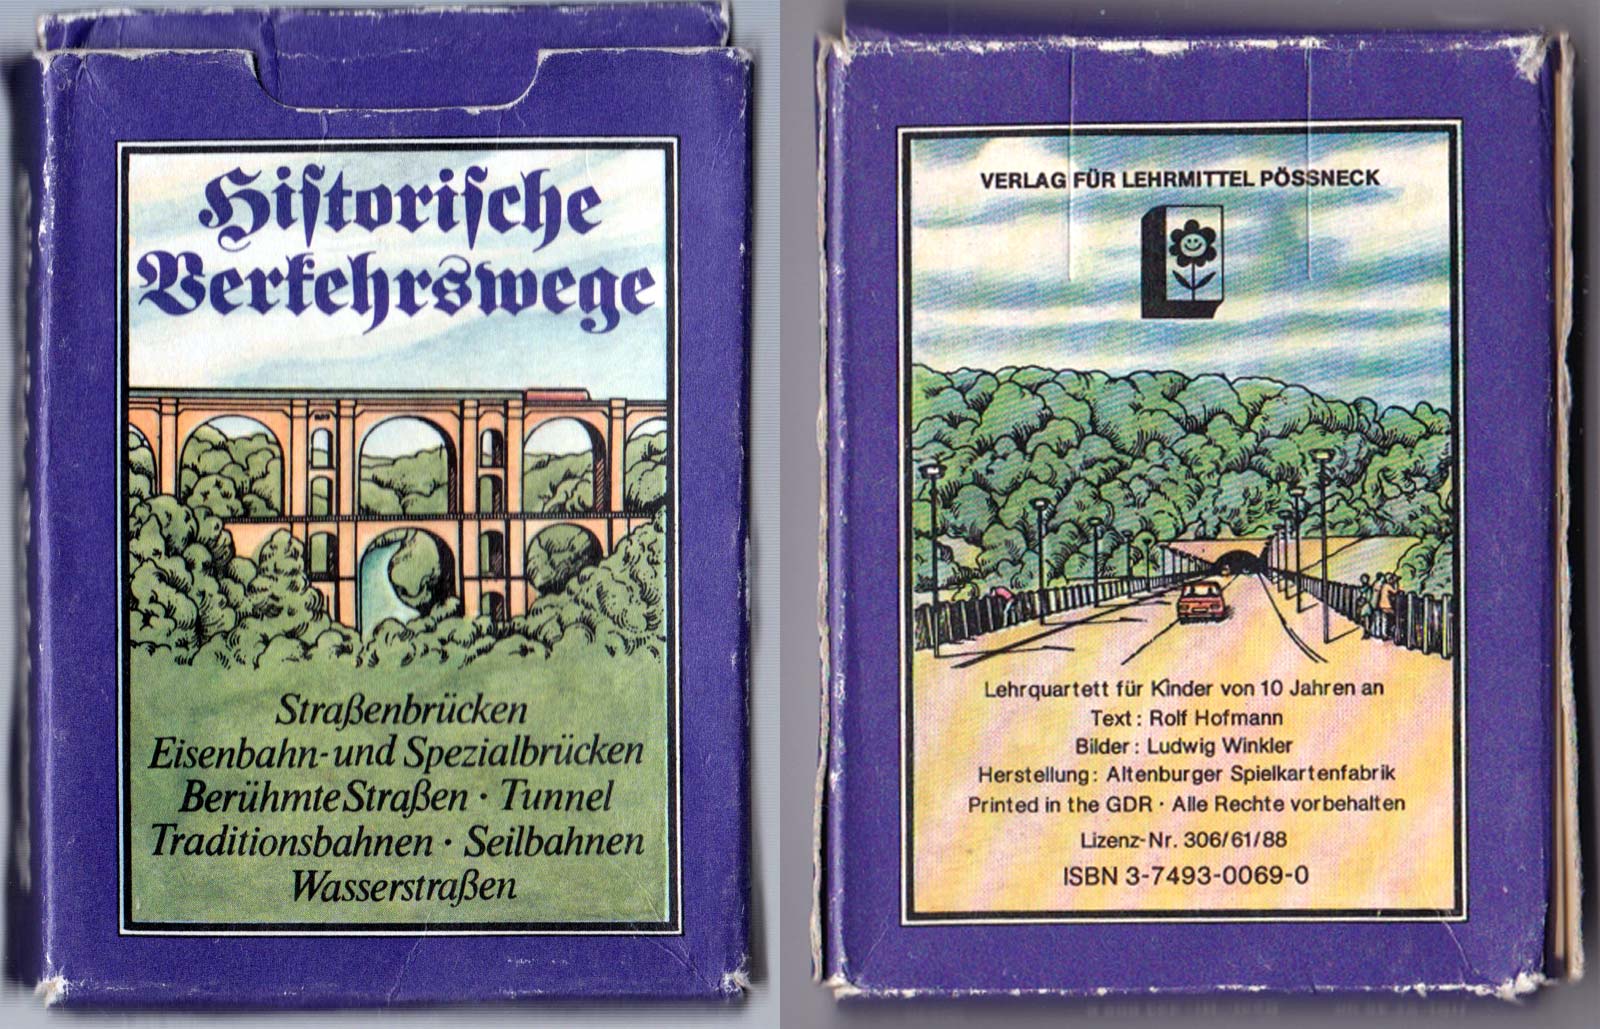 Hiſtoriſche
Verkehrswege
Straßenbrücken
Eisenbahn- und Spezialbrücken
Berühmte Straßen · Tunnel
Traditionsbahnen · Seilbahnen
Wasserstraßen
VERLAG FÜR LEHRMITTEL PÖSSNECK
Lehrquartett für Kinder von 10 Jahren an
Text: Rolf Hofmann
Bilder: Ludwig Winkler
Herstellung: Altenburger Spielkartenfabrik
Printed in the GDR · Alle Rechte vorbehalten
Lizenz-Nr. 306/61/88
ISBN 3-7493-0069-0